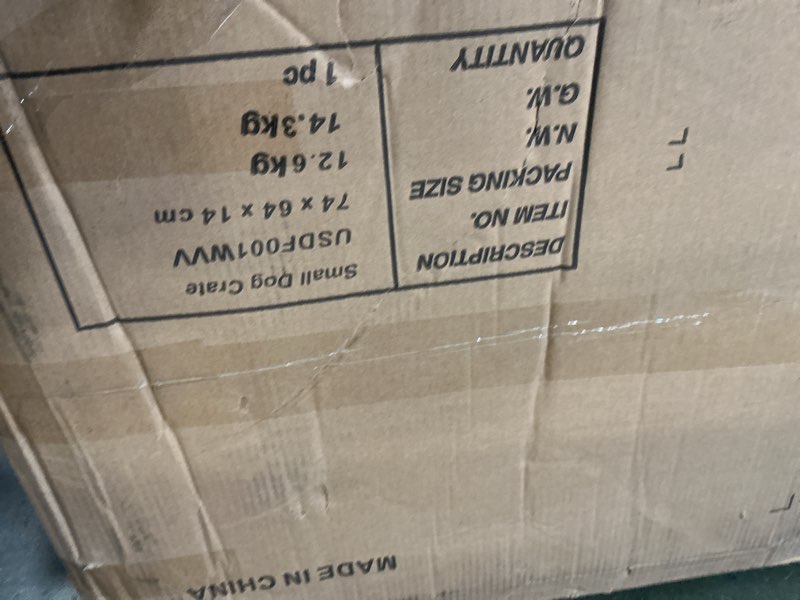 DESCRIPTION Small Dog Crate
ITEM NO. USDF001WVV
PACKING SIZE 74 x 64 x 14 cm
N.W. 12.6kg
G.W. 14.3kg
QUANTITY 1 pc
MADE IN CHINA